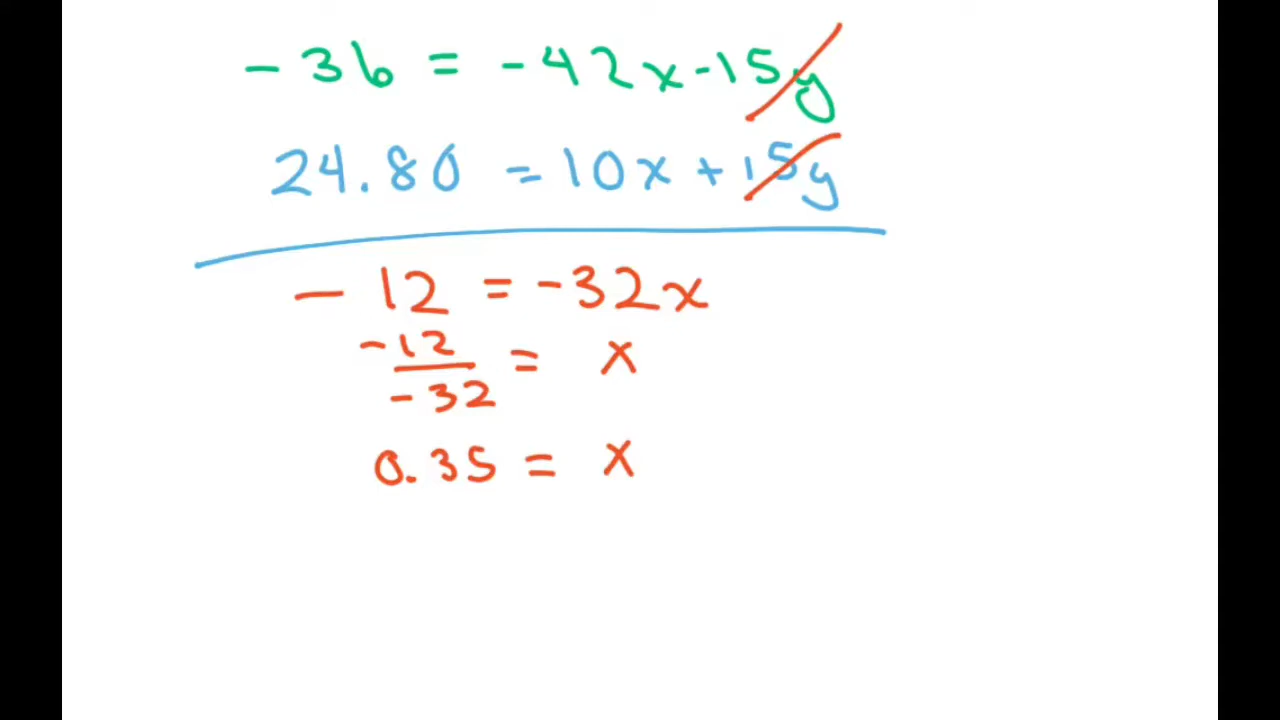 -36 = -42x-15y
24.80 = 10x + 15y
-12 = -32x
-12/-32 = x
0.35 = x